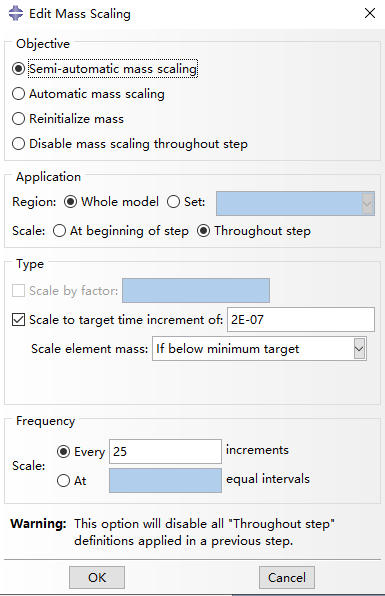 Edit Mass Scaling
Objective
Semi-automatic mass scaling
Automatic mass scaling
Reinitialize mass
Disable mass scaling throughout step
Application
Region: Whole model Set:
Scale: At beginning of step Throughout step
Type
Scale by factor:
Scale to target time increment of: 2E-07
Scale element mass: If below minimum target
Frequency
Scale:
Every 25 increments
At equal intervals
Warning: This option will disable all "Throughout step"
definitions applied in a previous step.
OK Cancel